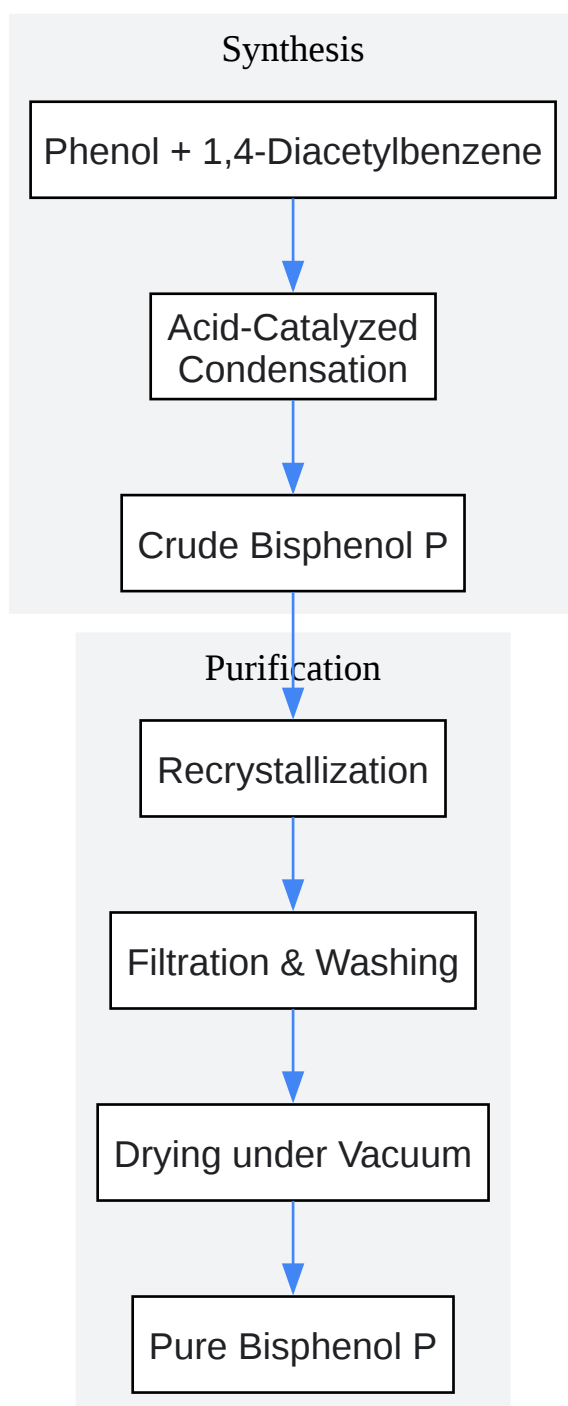 Synthesis
Phenol + 1,4-Diacetylbenzene
Acid-Catalyzed
Condensation
Crude Bisphenol P
Purification
Recrystallization
Filtration & Washing
Drying under Vacuum
Pure Bisphenol P